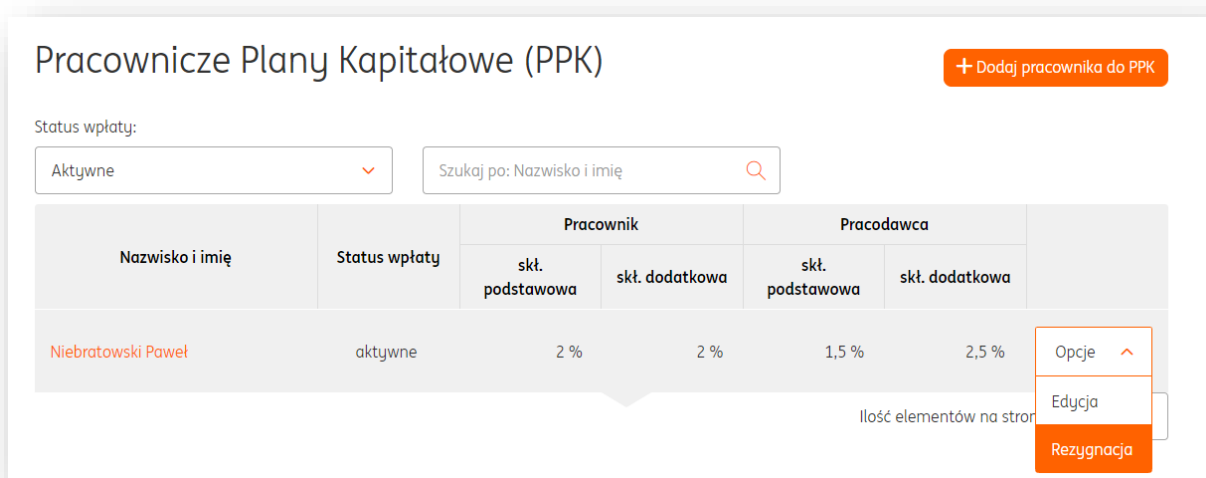 Pracownicze Plany Kapitałowe (PPK)
+ Dodaj pracownika do PPK
Status wpłaty:
Aktywne
Szukaj po: Nazwisko i imię
Nazwisko i imię
Status wpłaty
Pracownik
Pracodawca
skł. podstawowa
skł. dodatkowa
skł. podstawowa
skł. dodatkowa
Niebratowski Paweł aktywne 2 % 2 % 1,5 % 2,5 % Opcje
Edycja
Ilość elementów na
Rezygnacja